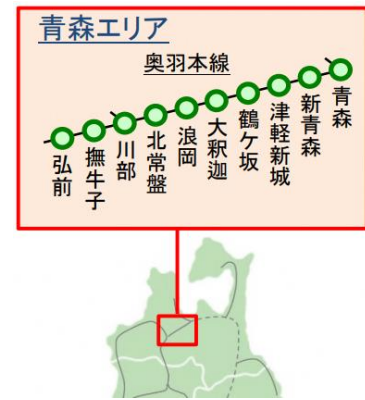 青森エリア
奥羽本線
弘前
撫牛子
川部
北常盤
浪岡
大釈迦
鶴ケ坂
津軽新城
新青森
青森